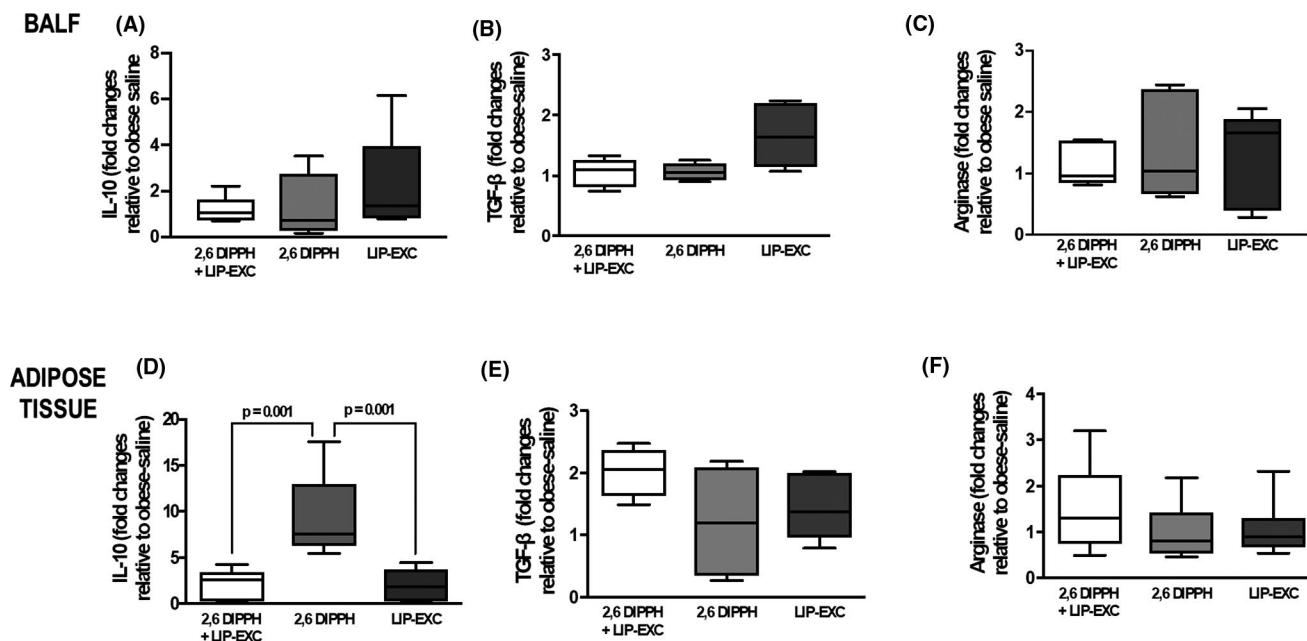 BALF
(A)
IL-10 (fold changes
relative to obese saline)
8
6
4
2
0
2,6 DIPPH
+ LIP-EXC
2,6 DIPPH
LIP-EXC
(B)
TGF-β (fold changes
relative to obese-saline)
3
2
1
0
2,6 DIPPH
+ LIP-EXC
2,6 DIPPH
LIP-EXC
(C)
Arginase (fold changes
relative to obese saline)
3
2
1
0
2,6 DIPPH
+ LIP-EXC
2,6 DIPPH
LIP-EXC
ADIPOSE
TISSUE
(D)
IL-10 (fold changes
relative to obese-saline)
20
15
10
5
0
p = 0.001
p = 0.001
2,6 DIPPH
+ LIP-EXC
2,6 DIPPH
LIP-EXC
(E)
TGF-β (fold changes
relative to obese-saline)
3
2
1
0
2,6 DIPPH
+ LIP-EXC
2,6 DIPPH
LIP-EXC
(F)
Arginase (fold changes
relative to obese-saline)
4
3
2
1
0
2,6 DIPPH
+ LIP-EXC
2,6 DIPPH
LIP-EXC